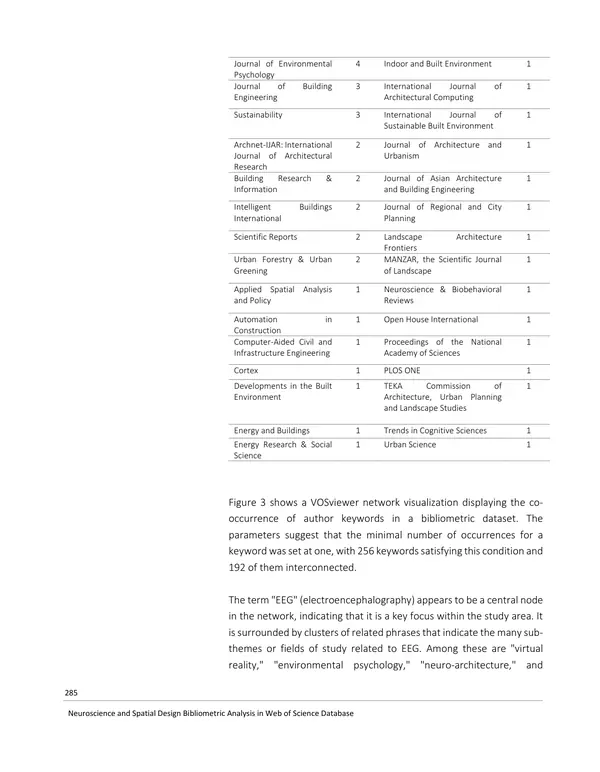 Journal of Environmental 4 Indoor and Built Environment 1
Psychology
Journal of Building 3 International Journal of 1
Engineering Architectural Computing
Sustainability 3 International Journal of 1
Sustainable Built Environment
Archnet-IJAR: International 2 Journal of Architecture and 1
Journal of Architectural Urbanism
Research
Building Research & 2 Journal of Asian Architecture 1
Information and Building Engineering
Intelligent Buildings 2 Journal of Regional and City 1
International Planning
Scientific Reports 2 Landscape Architecture 1
Frontiers
Urban Forestry & Urban 2 MANZAR, the Scientific Journal 1
Greening of Landscape
Applied Spatial Analysis 1 Neuroscience & Biobehavioral 1
and Policy Reviews
Automation in 1 Open House International 1
Construction
Computer-Aided Civil and 1 Proceedings of the National 1
Infrastructure Engineering Academy of Sciences
Cortex 1 PLOS ONE 1
Developments in the Built 1 TEKA Commission of 1
Environment Architecture, Urban Planning
and Landscape Studies
Energy and Buildings 1 Trends in Cognitive Sciences 1
Energy Research & Social 1 Urban Science 1
Science
Figure 3 shows a VOSviewer network visualization displaying the co-
occurrence of author keywords in a bibliometric dataset. The
parameters suggest that the minimal number of occurrences for a
keyword was set at one, with 256 keywords satisfying this condition and
192 of them interconnected.
The term "EEG" (electroencephalography) appears to be a central node
in the network, indicating that it is a key focus within the study area. It
is surrounded by clusters of related phrases that indicate the many sub-
themes or fields of study related to EEG. Among these are "virtual
reality," "environmental psychology," "neuro-architecture," and
285
Neuroscience and Spatial Design Bibliometric Analysis in Web of Science Database